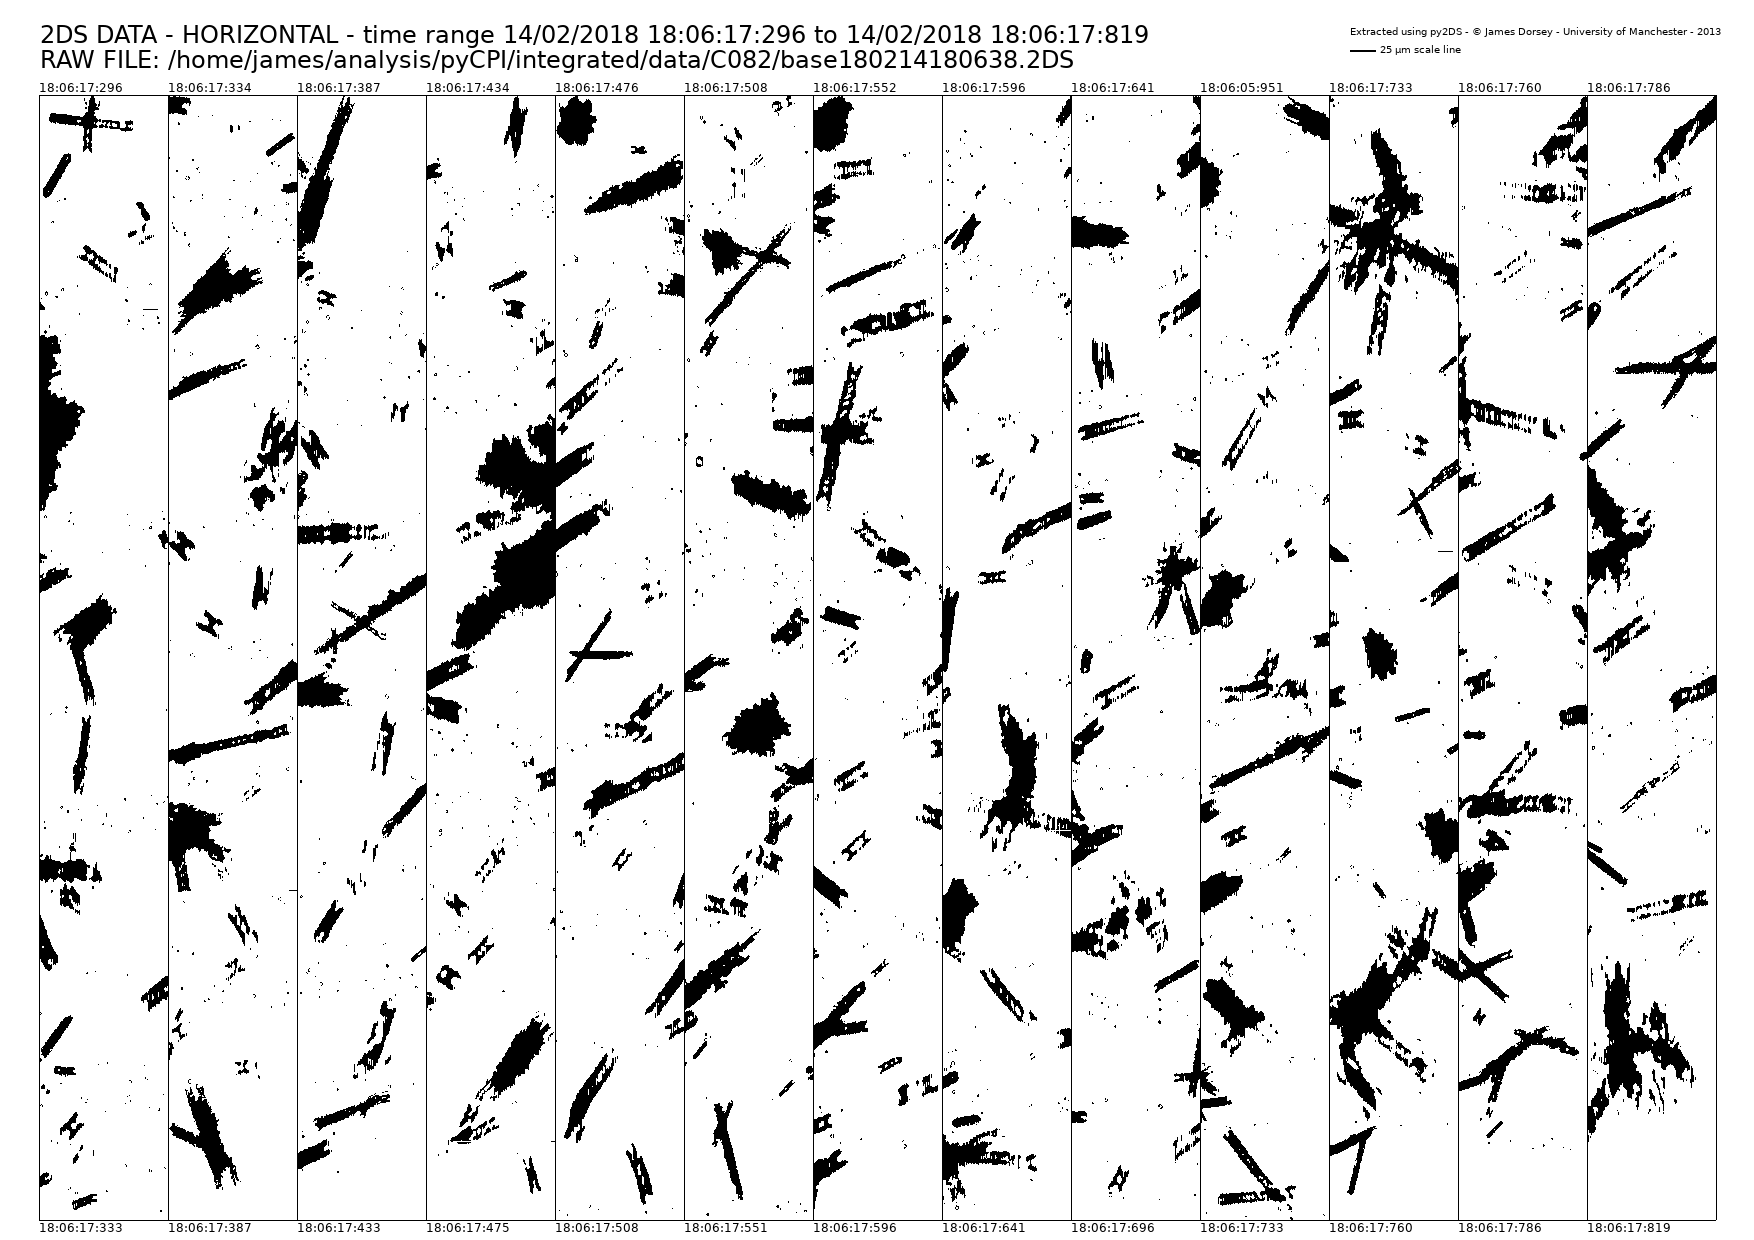 2DS DATA - HORIZONTAL - time range 14/02/2018 18:06:17:296 to 14/02/2018 18:06:17:819
RAW FILE: /home/james/analysis/pyCPI/integrated/data/C082/base180214180638.2DS
Extracted using py2DS - © James Dorsey - University of Manchester - 2013
25 µm scale line
18:06:17:296 18:06:17:334 18:06:17:387 18:06:17:434 18:06:17:476 18:06:17:508 18:06:17:552 18:06:17:596 18:06:17:641 18:06:05:951 18:06:17:733 18:06:17:760 18:06:17:786
18:06:17:333 18:06:17:387 18:06:17:433 18:06:17:475 18:06:17:508 18:06:17:551 18:06:17:596 18:06:17:641 18:06:17:696 18:06:17:733 18:06:17:760 18:06:17:786 18:06:17:819